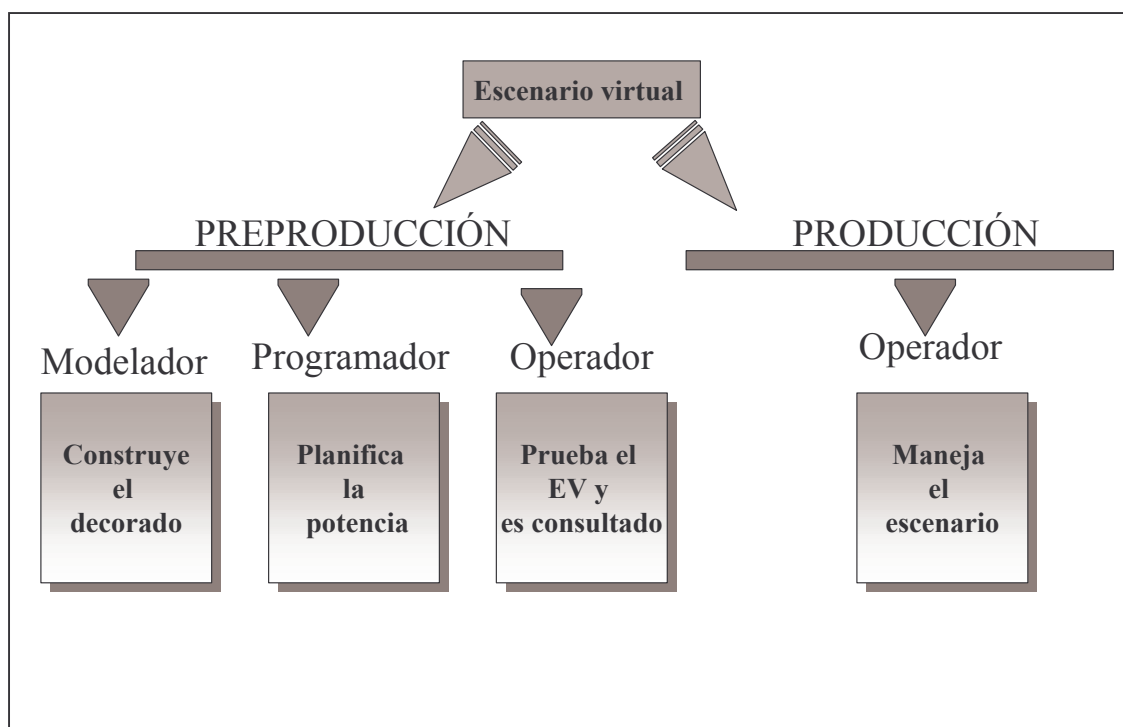 Escenario virtual
PREPRODUCCIÓN
PRODUCCIÓN
Modelador
Programador
Operador
Operador
Construye
el
decorado
Planifica
la
potencia
Prueba el
EV y
es consultado
Maneja
el
escenario